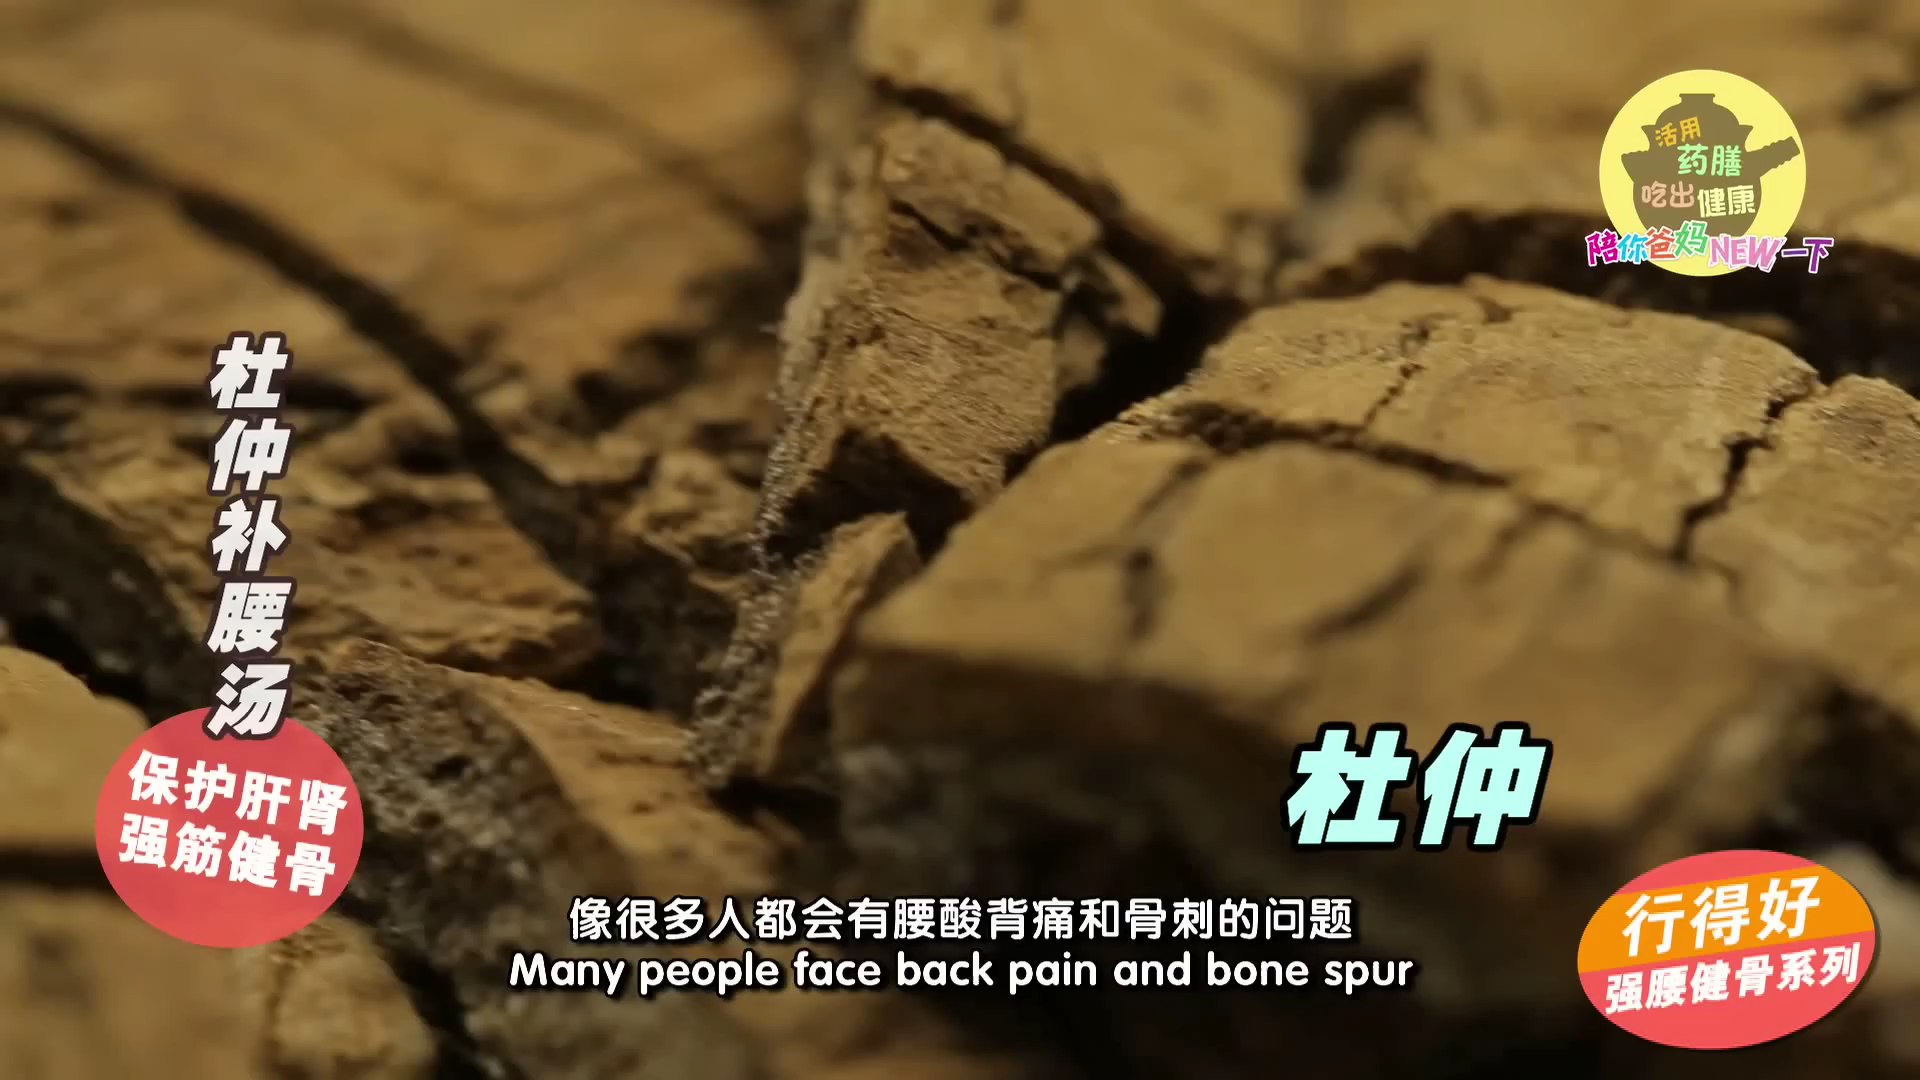 活用
药膳
吃出健康
陪你爸妈NEW一下
杜仲补腰汤
保护肝肾
强筋健骨
杜仲
行得好
强腰健骨系列
像很多人都会有腰酸背痛和骨刺的问题
Many people face back pain and bone spur